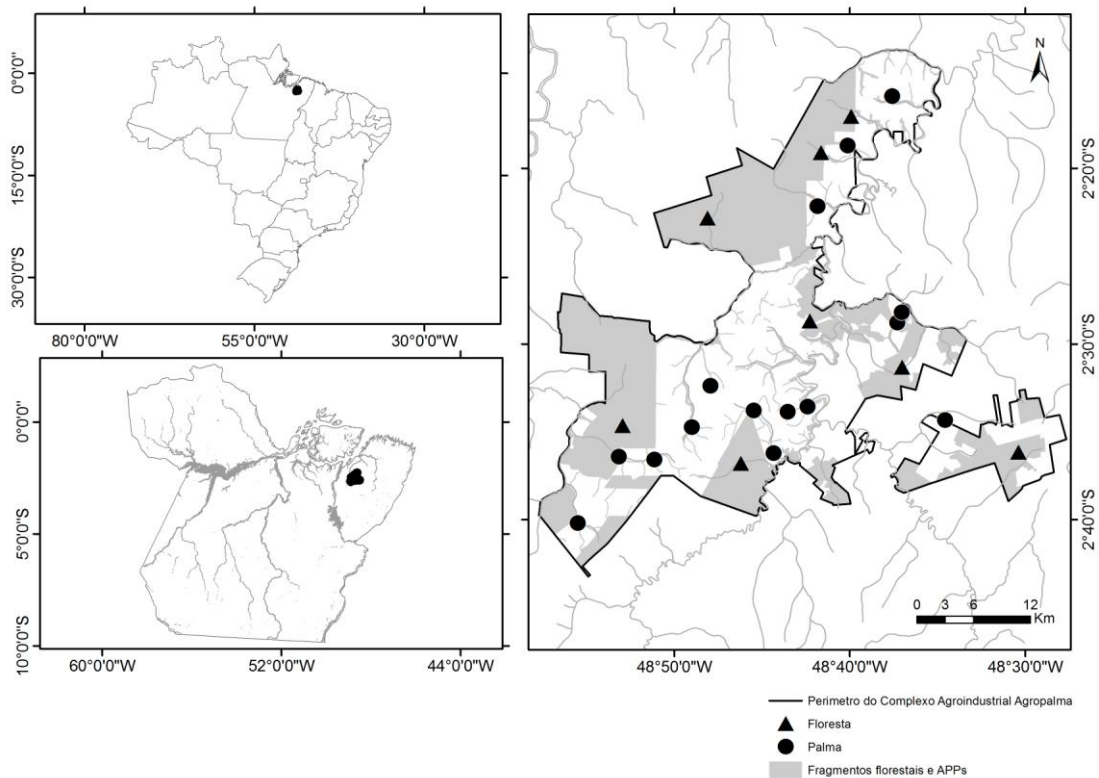 0°0'0"
15°0'0"S
30°0'0"S
80°0'0"W
55°0'0"W
30°0'0"W
0°0'0"
5°0'0"S
10°0'0"S
60°0'0"W
52°0'0"W
44°0'0"W
N
2°20'0"S
2°30'0"S
2°40'0"S
0 3 6 12
Km
48°50'0"W
48°40'0"W
48°30'0"W
Perimetro do Complexo Agroindustrial Agropalma
Floresta
Palma
Fragmentos florestais e APPs